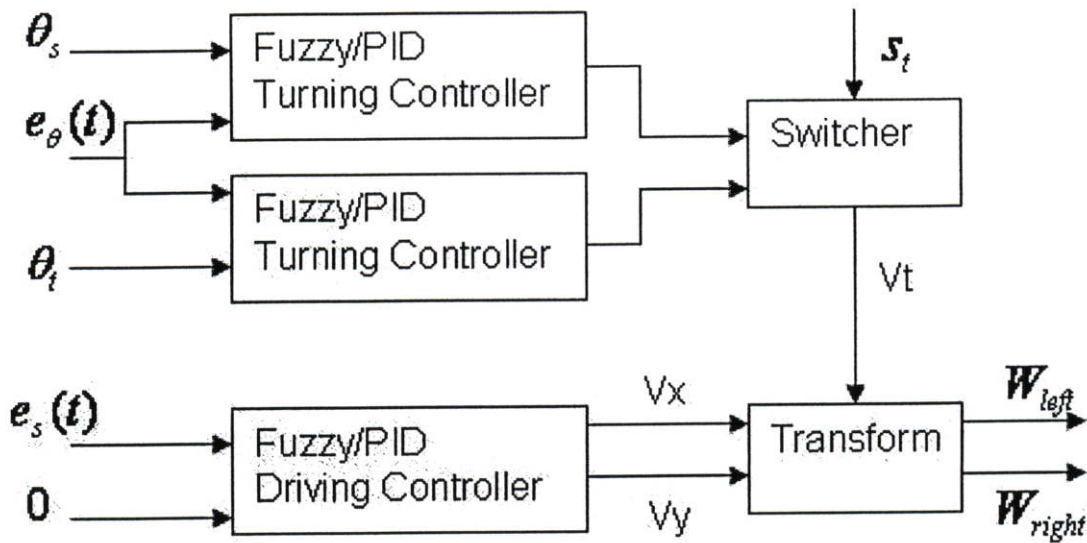 θs
Fuzzy/PID
Turning Controller
st
eθ(t)
Switcher
Fuzzy/PID
Turning Controller
θt
Vt
es(t)
Vx
Wleft
Fuzzy/PID
Driving Controller
Transform
0
Vy
Wright